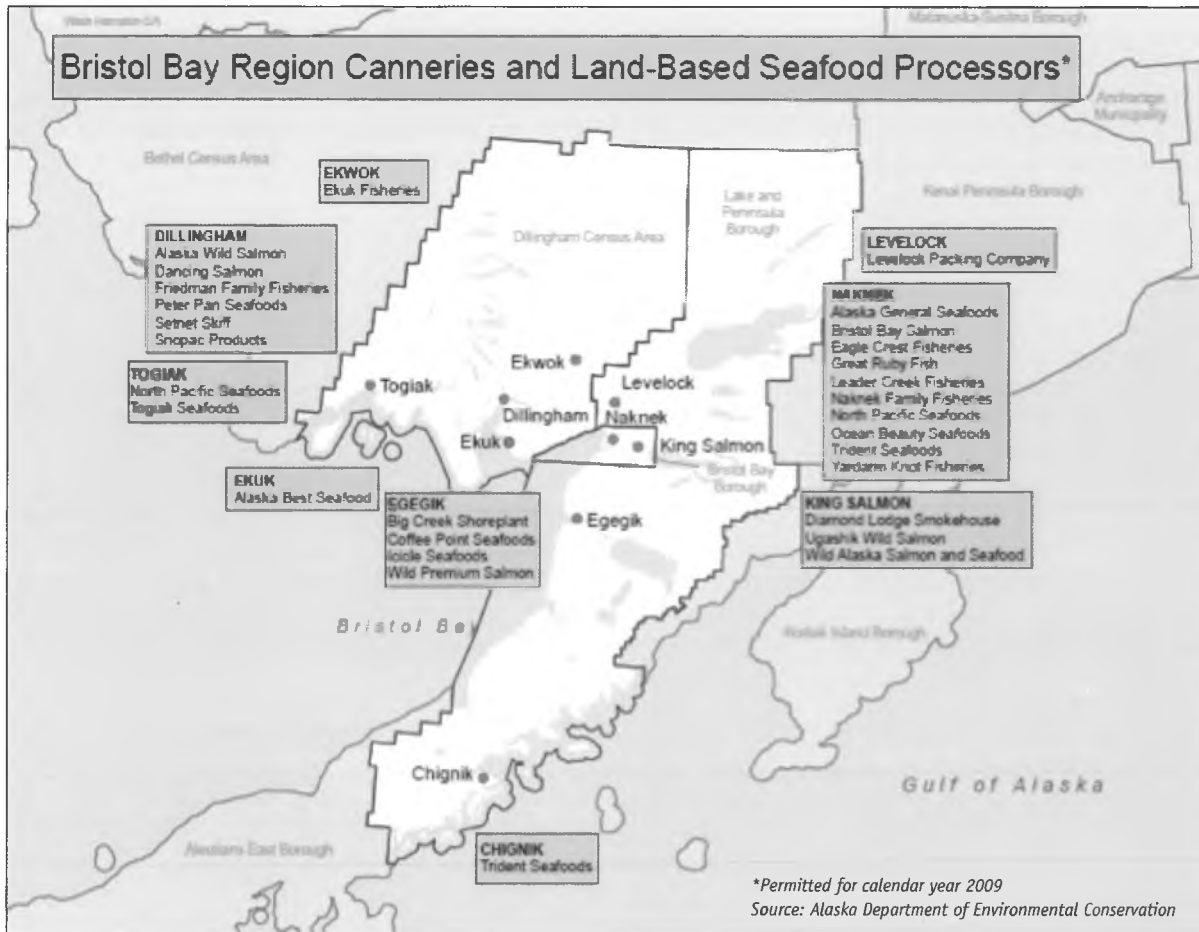 Matanuska-Susitna Borough
Bristol Bay Region Canneries and Land-Based Seafood Processors*
Anchorage
Municipality
Bethel Census Area
EKWOK
Ekuk Fisheries
Lake and
Peninsula
Borough
Kenai Peninsula Borough
DILLINGHAM
Alaska Wild Salmon
Dancing Salmon
Friedman Family Fisheries
Peter Pan Seafoods
Setnet Skiff
Snopac Products
Dillingham Census Area
LEVELOCK
Levelock Packing Company
NAKNEK
Alaska General Seafoods
Bristol Bay Salmon
Eagle Crest Fisheries
Great Ruby Fish
Leader Creek Fisheries
Naknek Family Fisheries
North Pacific Seafoods
Ocean Beauty Seafoods
Trident Seafoods
Yardarm Knot Fisheries
TOGIAK
North Pacific Seafoods
Togiak Seafoods
Togiak
Ekwok
Levelock
Dillingham
Naknek
Ekuk
King Salmon
Bristol Bay
Borough
EKUK
Alaska Best Seafood
EGEGIK
Big Creek Shoreplant
Coffee Point Seafoods
Icicle Seafoods
Wild Premium Salmon
Egegik
KING SALMON
Diamond Lodge Smokehouse
Ugashik Wild Salmon
Wild Alaska Salmon and Seafood
Bristol Bay
Kodiak Island Borough
Chignik
Gulf of Alaska
Aleutians East Borough
CHIGNIK
Trident Seafoods
*Permitted for calendar year 2009
Source: Alaska Department of Environmental Conservation